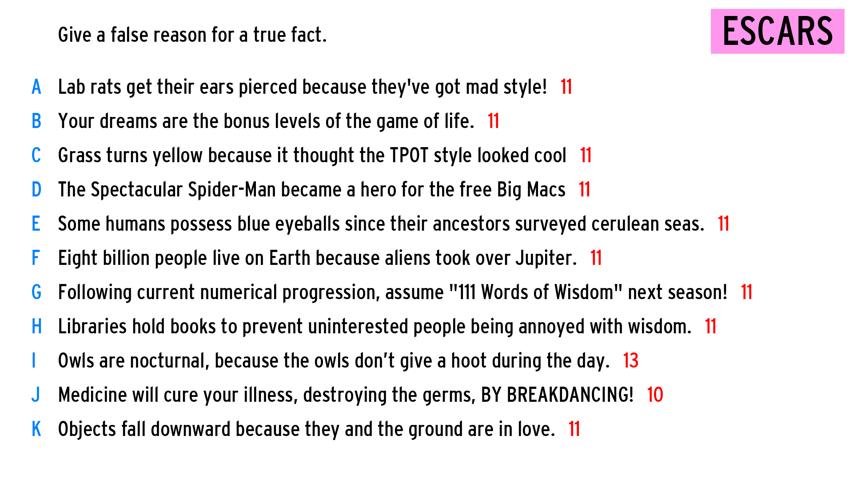 Give a false reason for a true fact.
ESCARS
A Lab rats get their ears pierced because they've got mad style! 11
B Your dreams are the bonus levels of the game of life. 11
C Grass turns yellow because it thought the TPOT style looked cool 11
D The Spectacular Spider-Man became a hero for the free Big Macs 11
E Some humans possess blue eyeballs since their ancestors surveyed cerulean seas. 11
F Eight billion people live on Earth because aliens took over Jupiter. 11
G Following current numerical progression, assume "111 Words of Wisdom" next season! 11
H Libraries hold books to prevent uninterested people being annoyed with wisdom. 11
I Owls are nocturnal, because the owls don’t give a hoot during the day. 13
J Medicine will cure your illness, destroying the germs, BY BREAKDANCING! 10
K Objects fall downward because they and the ground are in love. 11